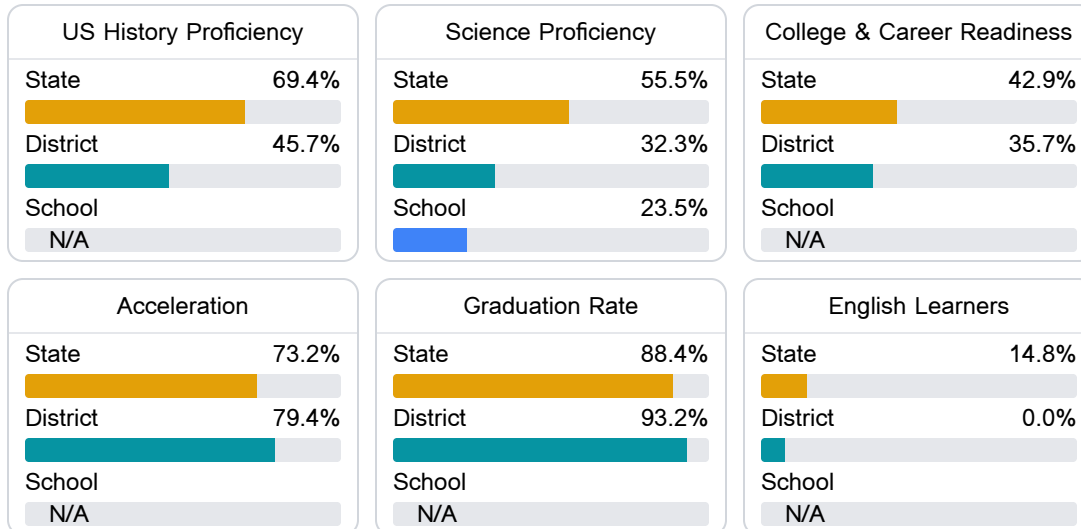 US History Proficiency
State 69.4%
District 45.7%
School
N/A
Science Proficiency
State 55.5%
District 32.3%
School 23.5%
College & Career Readiness
State 42.9%
District 35.7%
School
N/A
Acceleration
State 73.2%
District 79.4%
School
N/A
Graduation Rate
State 88.4%
District 93.2%
School
N/A
English Learners
State 14.8%
District 0.0%
School
N/A